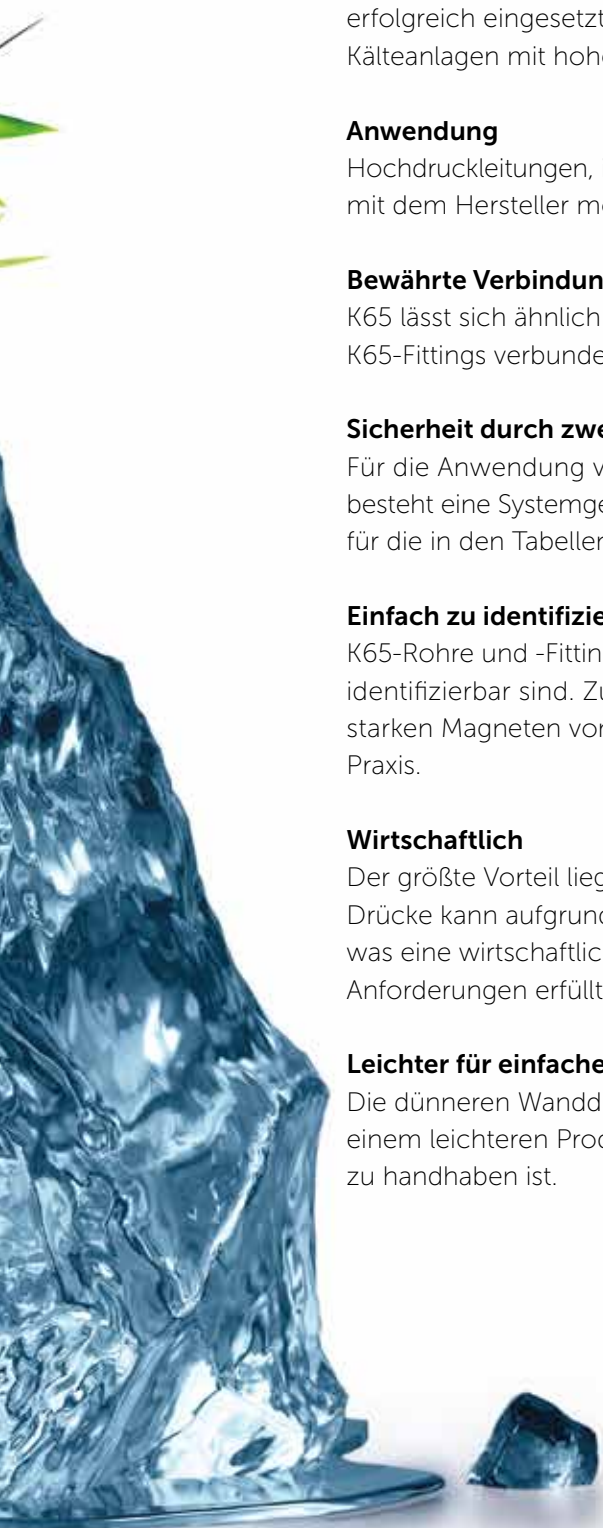 erfolgreich eingesetzt
Kälteanlagen mit hohe
Anwendung
Hochdruckleitungen,
mit dem Hersteller mö
Bewährte Verbindun
K65 lässt sich ähnlich
K65-Fittings verbunde
Sicherheit durch zwe
Für die Anwendung v
besteht eine Systemge
für die in den Tabellen
Einfach zu identifizie
K65-Rohre und -Fittin
identifizierbar sind. Zu
starken Magneten vor
Praxis.
Wirtschaftlich
Der größte Vorteil lieg
Drücke kann aufgrund
was eine wirtschaftlic
Anforderungen erfüllt
Leichter für einfache
Die dünneren Wandd
einem leichteren Prod
zu handhaben ist.